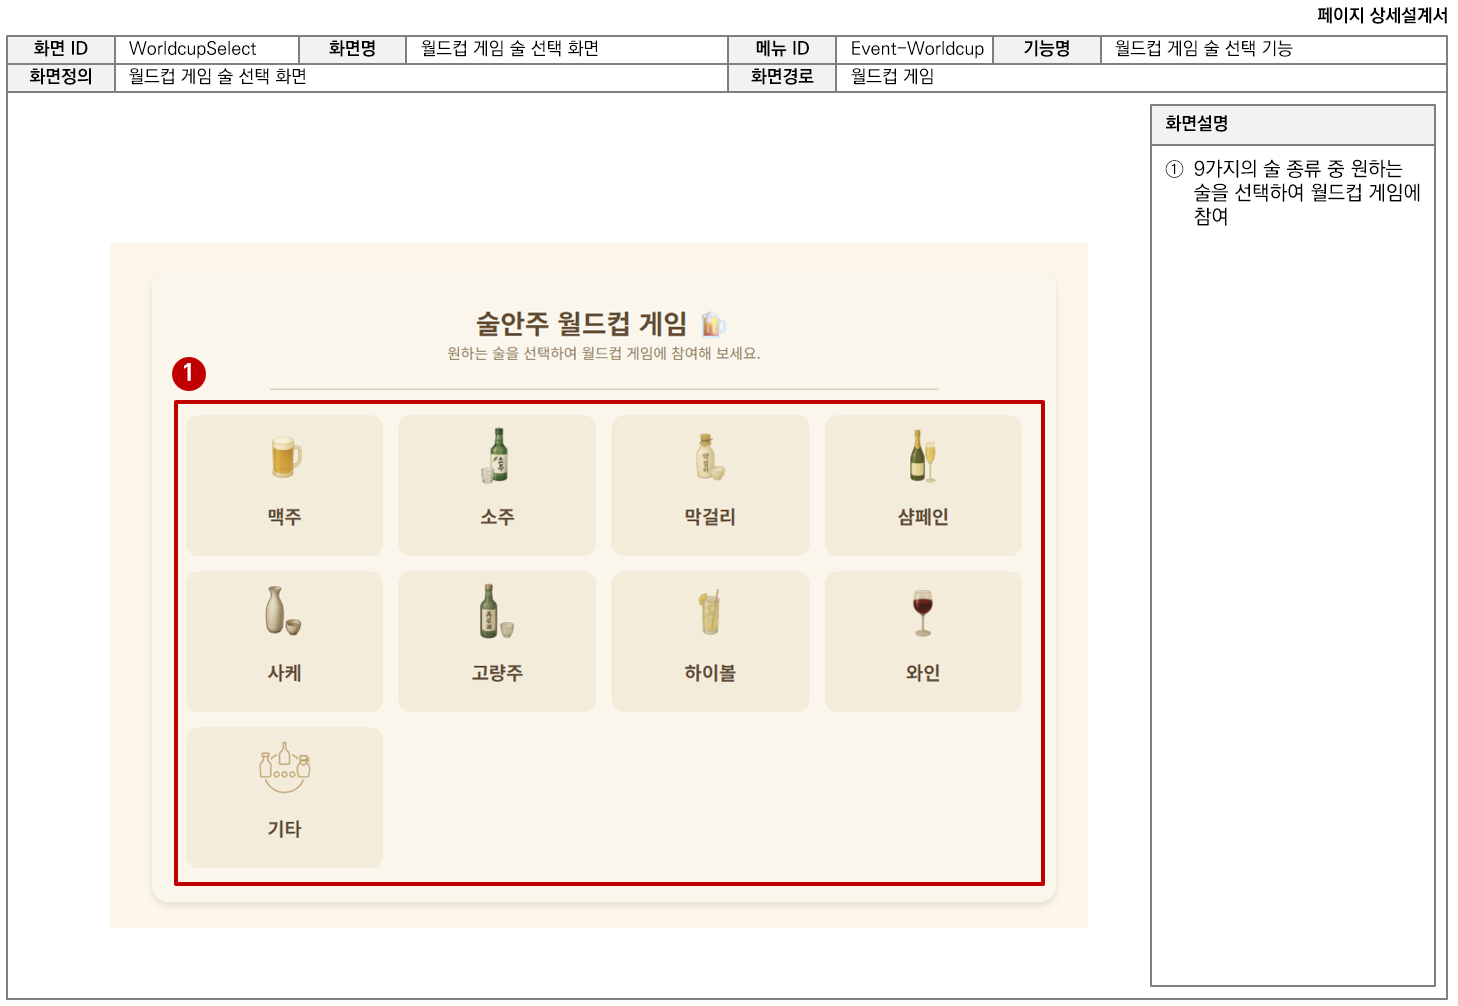 페이지 상세설계서
화면 ID WorldcupSelect 화면명 월드컵 게임 술 선택 화면 메뉴 ID Event-Worldcup 기능명 월드컵 게임 술 선택 기능
화면정의 월드컵 게임 술 선택 화면 화면경로 월드컵 게임
화면설명
① 9가지의 술 종류 중 원하는
술을 선택하여 월드컵 게임에
참여
술안주 월드컵 게임
원하는 술을 선택하여 월드컵 게임에 참여해 보세요.
1
소주
막걸리
맥주 소주 막걸리 샴페인
高粱酒
사케 고량주 하이볼 와인
기타